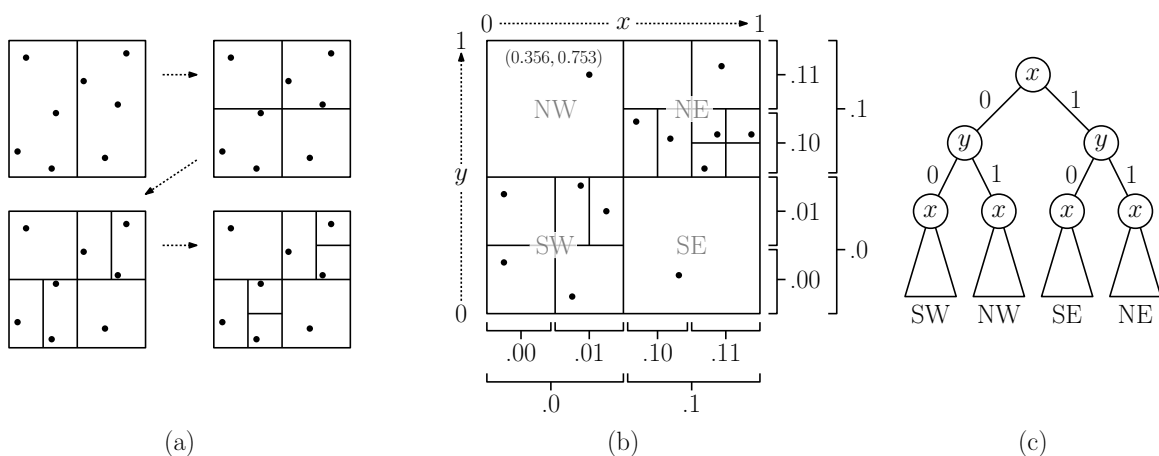 0 x 1
1
(0.356, 0.753)
NW
NE
y
SW
SE
0
.11
.10
.1
.01
.00
.0
.00 .01 .10 .11
.0 .1
x
0 1
y y
0 1 0 1
x x x x
SW NW SE NE
(a) (b) (c)